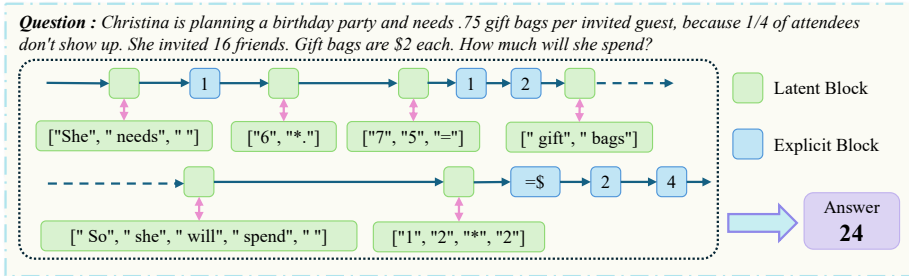 Question : Christina is planning a birthday party and needs .75 gift bags per invited guest, because 1/4 of attendees
don't show up. She invited 16 friends. Gift bags are $2 each. How much will she spend?
1
1
2
Latent Block
["She", " needs", " "]
["6", "*."]
["7", "5", "="]
[" gift", " bags"]
Explicit Block
=$
2
4
[" So", " she", " will", " spend", " "]
["1", "2", "*", "2"]
Answer
24